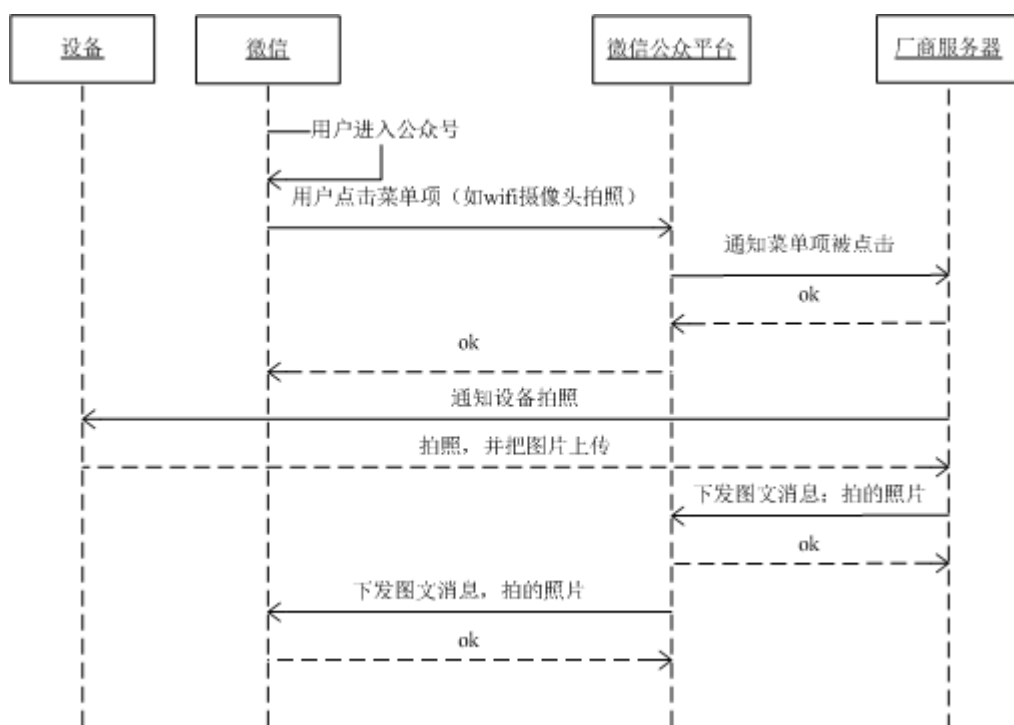 设备
微信
微信公众平台
厂商服务器
用户进入公众号
用户点击菜单项（如wifi摄像头拍照）
通知菜单项被点击
ok
ok
通知设备拍照
拍照，并把图片上传
下发图文消息：拍的照片
ok
下发图文消息，拍的照片
ok